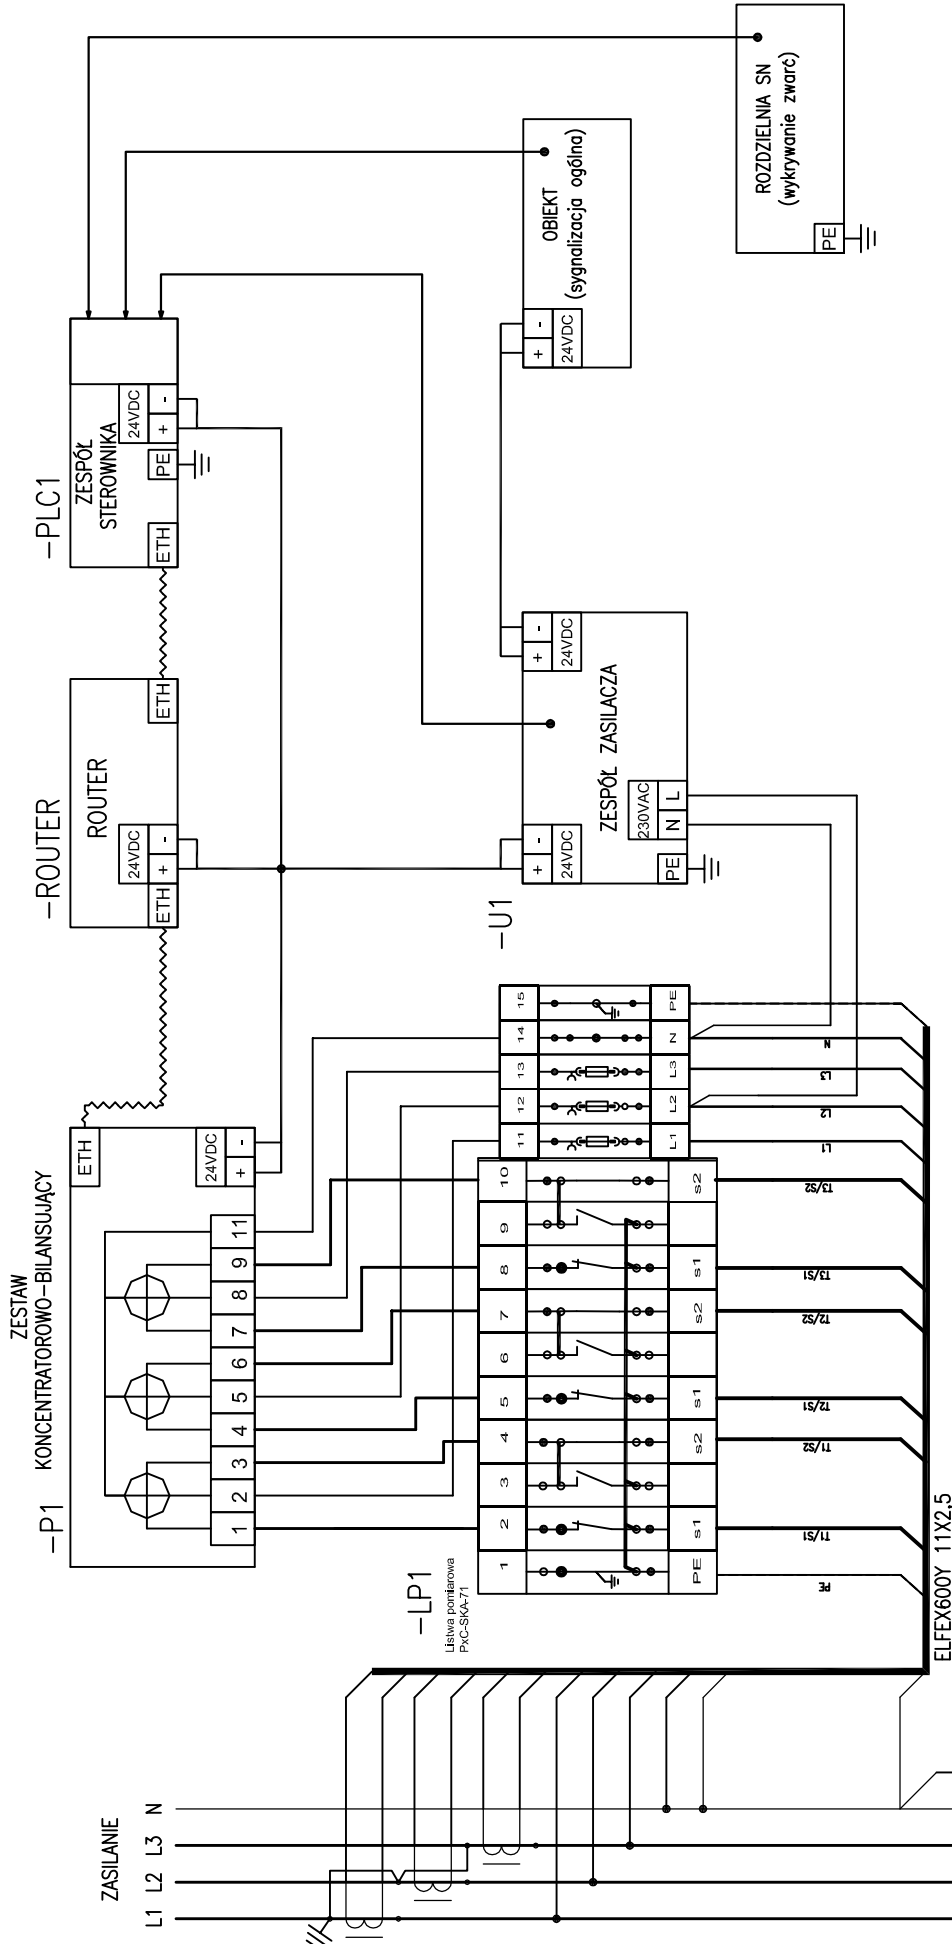 ZASILANIE
L1
L2
L3
N
-P1
ZESTAW
KONCENTRATOROWO-BILANSUJĄCY
1
2
3
4
5
6
7
8
9
11
24VDC
+
-
ETH
-ROUTER
ROUTER
ETH
24VDC
+
-
ETH
-PLC1
ZESPÓŁ
STEROWNIKA
ETH
PE
24VDC
+
-
-LP1
Listwa pomiarowa
PxC-SKA-71
1
2
3
4
5
6
7
8
9
10
11
12
13
14
15
PE
s1
s2
s1
s2
s1
s2
L1
L2
L3
N
PE
PE
T1/S1
T1/S2
T2/S1
T2/S2
T3/S1
T3/S2
L1
L2
L3
N
ELFEX600Y 11X2,5
-U1
ZESPÓŁ ZASILACZA
24VDC
+
-
PE
230VAC
N
L
24VDC
+
-
OBIEKT
(sygnalizacja ogólna)
24VDC
+
-
ROZDZIELNIA SN
(wykrywanie zwarć)
PE